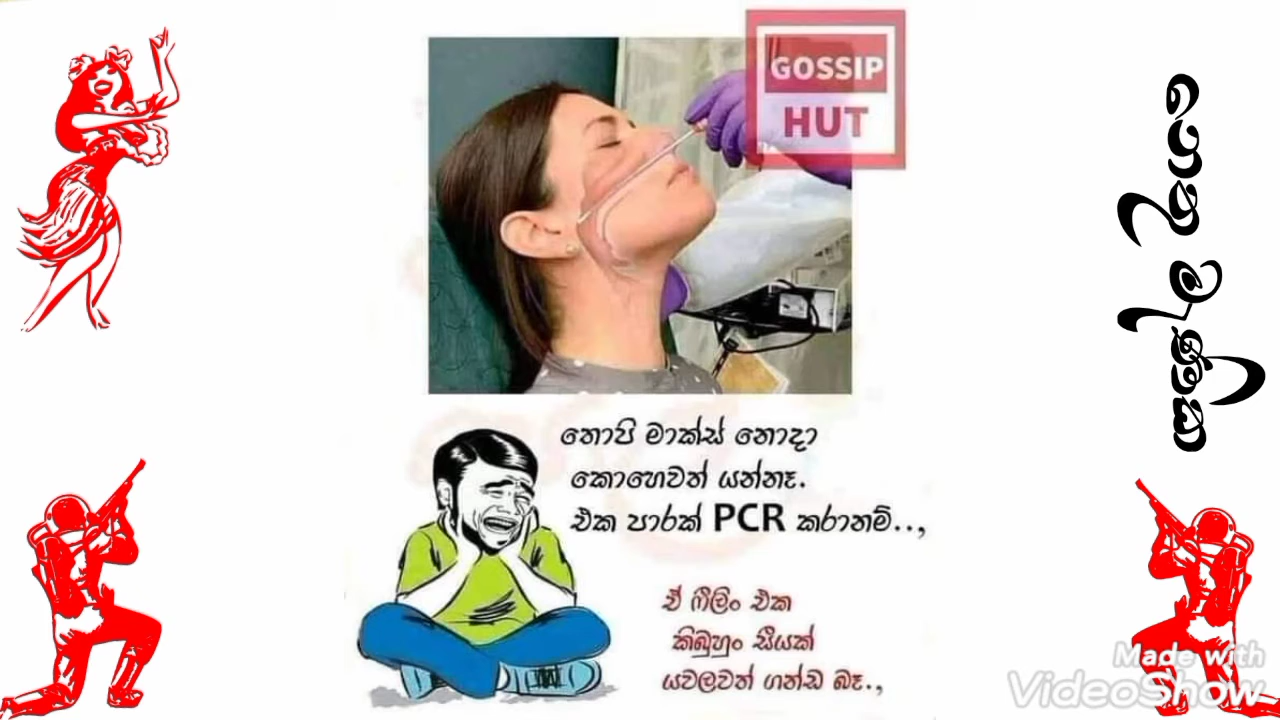 GOSSIP
HUT
තොපි මාක්ස් නොදා
කොහෙවත් යන්නෑ.
එක පාරක් PCR කරානම්..,
ඒ ෆීලිං එක
කිබුහුං සීයක්
යවලවත් ගන්ඩ බෑ.,
Made with
VideoShow